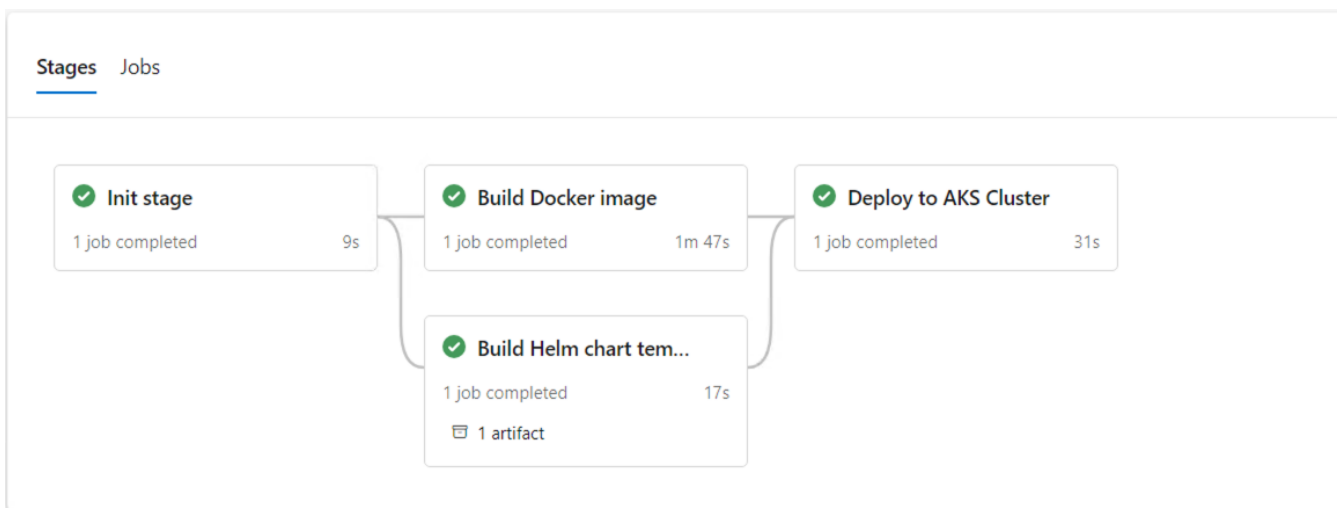 Stages Jobs
Init stage
1 job completed 9s
Build Docker image
1 job completed 1m 47s
Build Helm chart tem...
1 job completed 17s
1 artifact
Deploy to AKS Cluster
1 job completed 31s